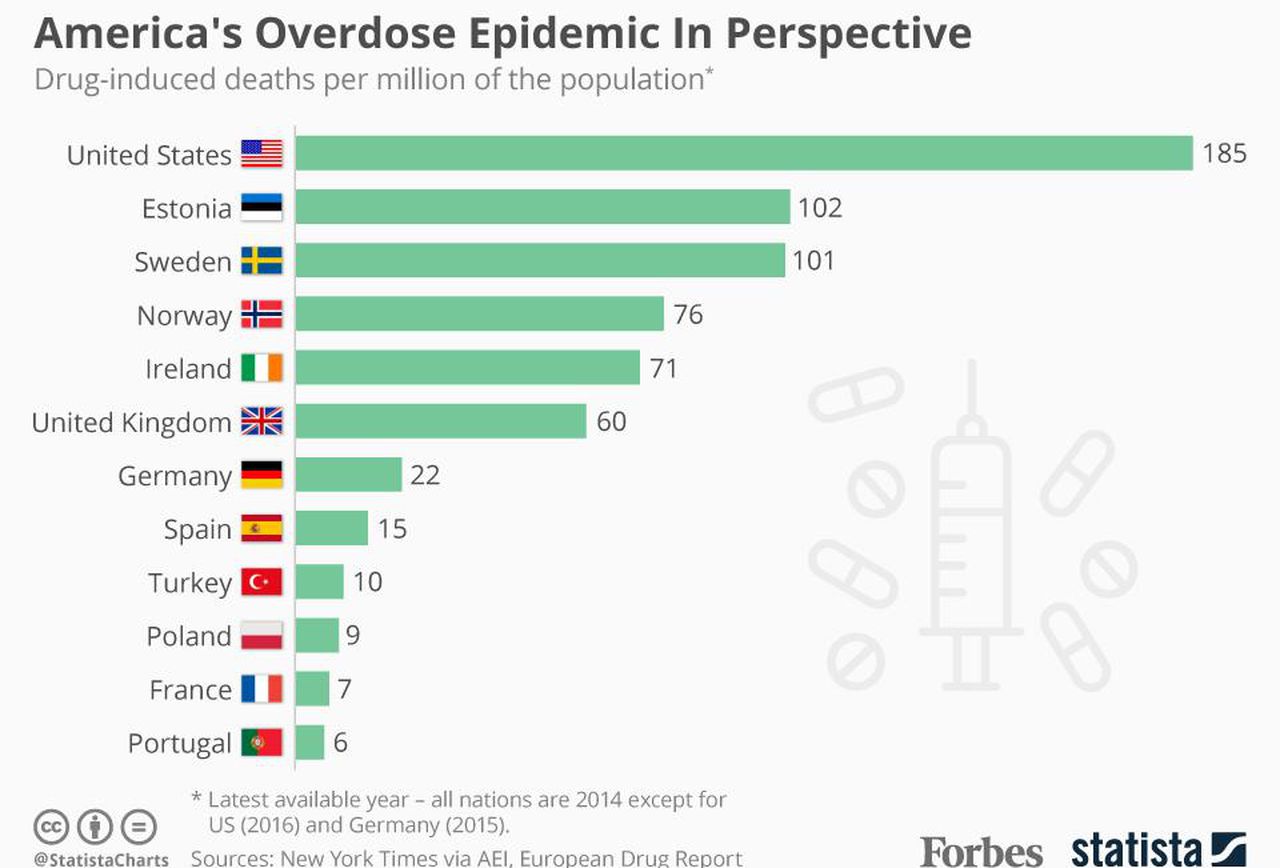 America's Overdose Epidemic In Perspective
Drug-induced deaths per million of the population*
United States 185
Estonia 102
Sweden 101
Norway 76
Ireland 71
United Kingdom 60
Germany 22
Spain 15
Turkey 10
Poland 9
France 7
Portugal 6
* Latest available year – all nations are 2014 except for
US (2016) and Germany (2015).
cc
@StatistaCharts Sources: New York Times via AEI, European Drug Report
Forbes statista